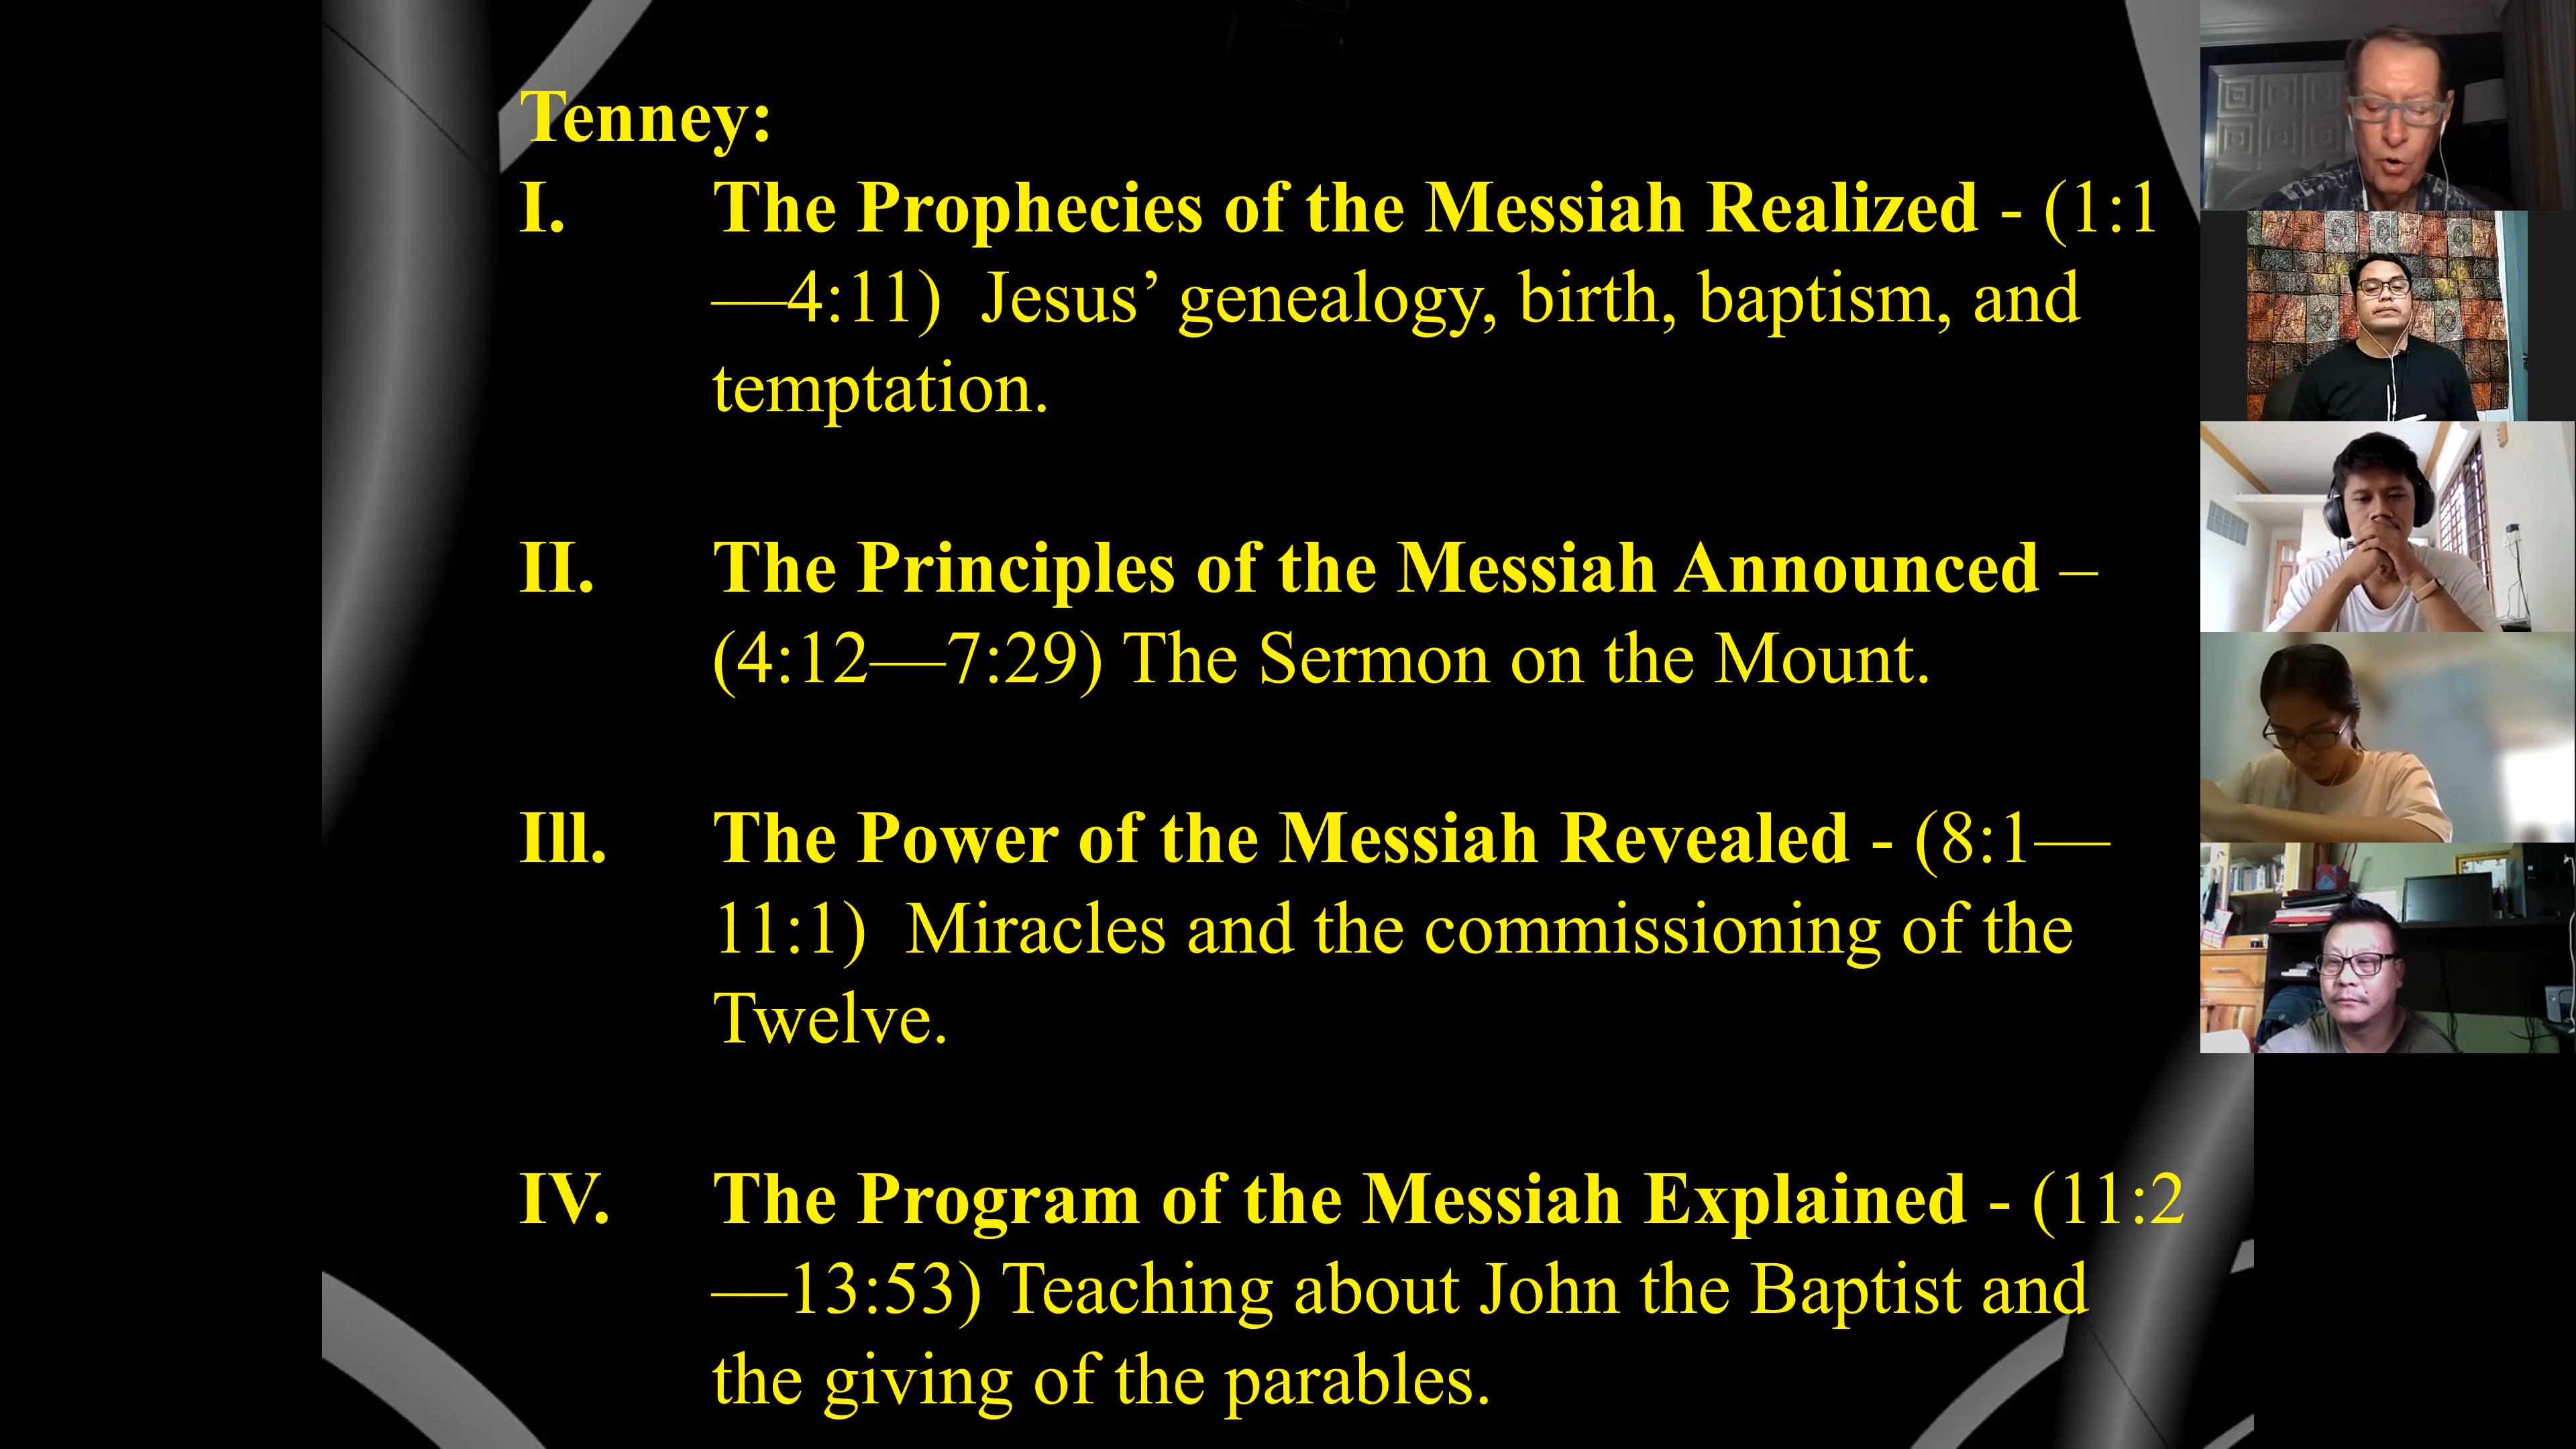 Tenney:
I. The Prophecies of the Messiah Realized - (1:1
—4:11)  Jesus’ genealogy, birth, baptism, and
temptation.
II. The Principles of the Messiah Announced –
(4:12—7:29) The Sermon on the Mount.
Ill. The Power of the Messiah Revealed - (8:1—
11:1)  Miracles and the commissioning of the
Twelve.
IV. The Program of the Messiah Explained - (11:2
—13:53) Teaching about John the Baptist and
the giving of the parables.